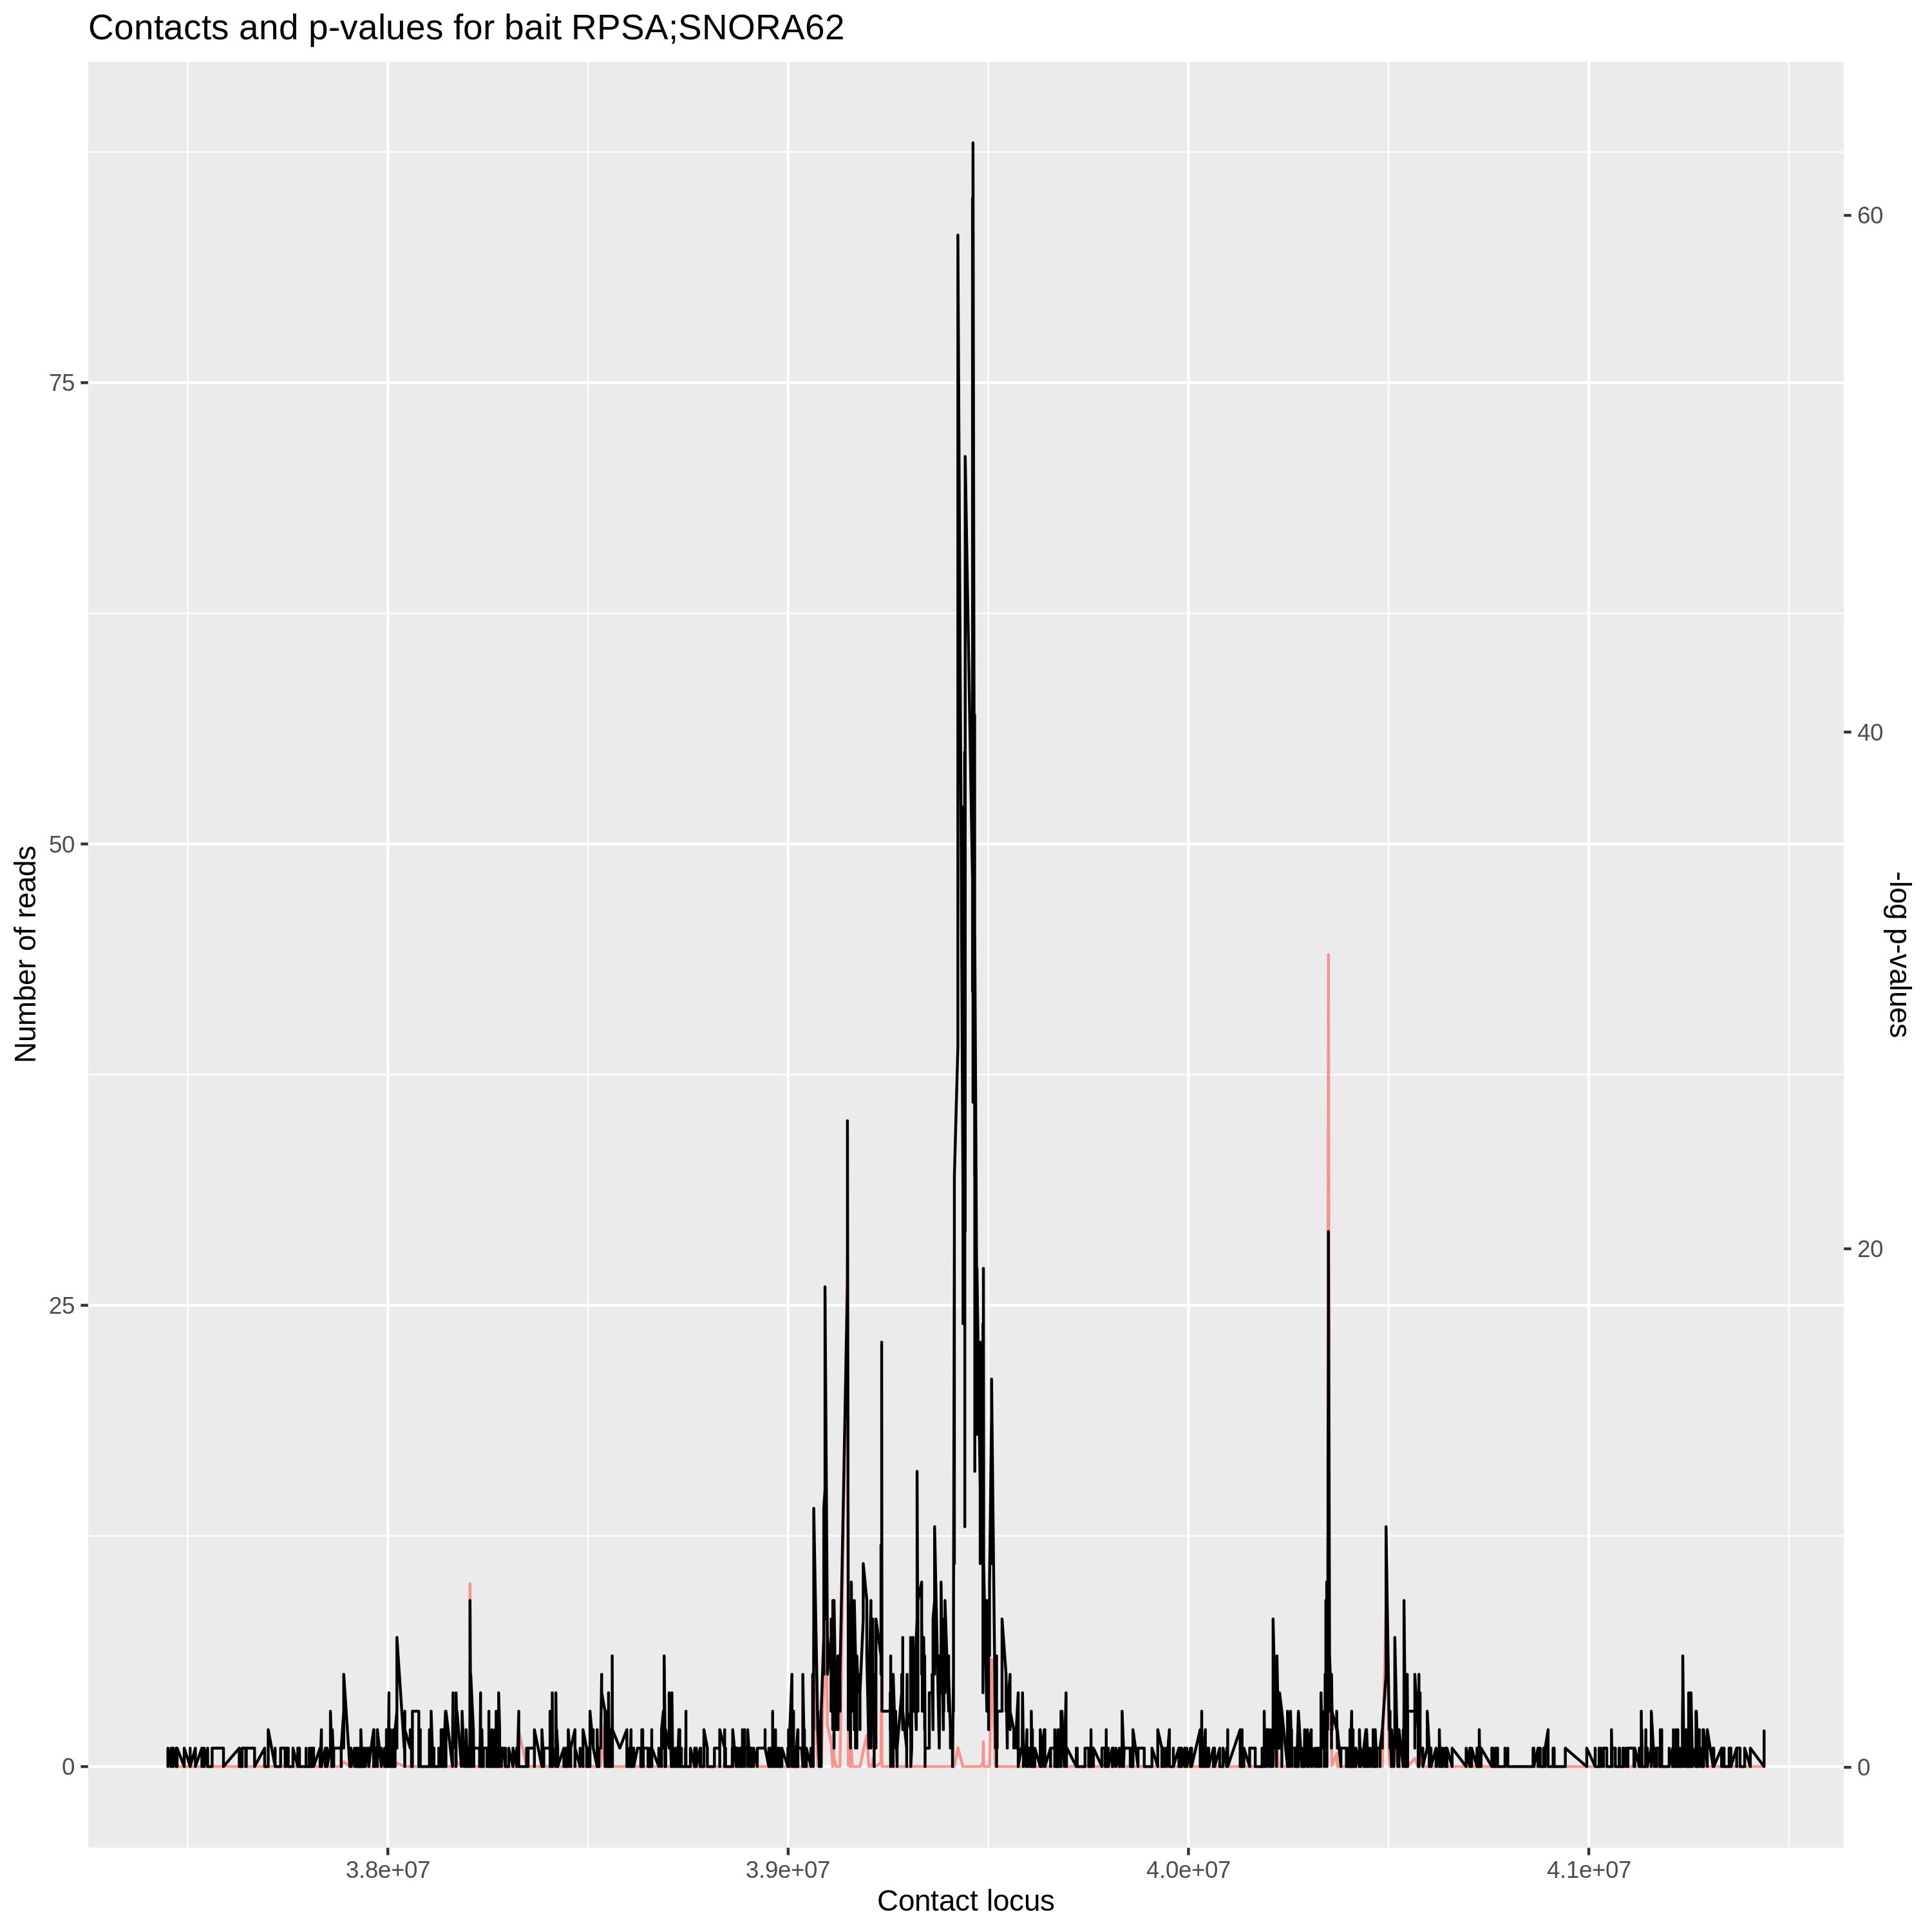 Contacts and p-values for bait RPSA;SNORA62
Number of reads
75
50
25
0
60
40
20
0
-log p-values
3.8e+07
3.9e+07
4.0e+07
4.1e+07
Contact locus